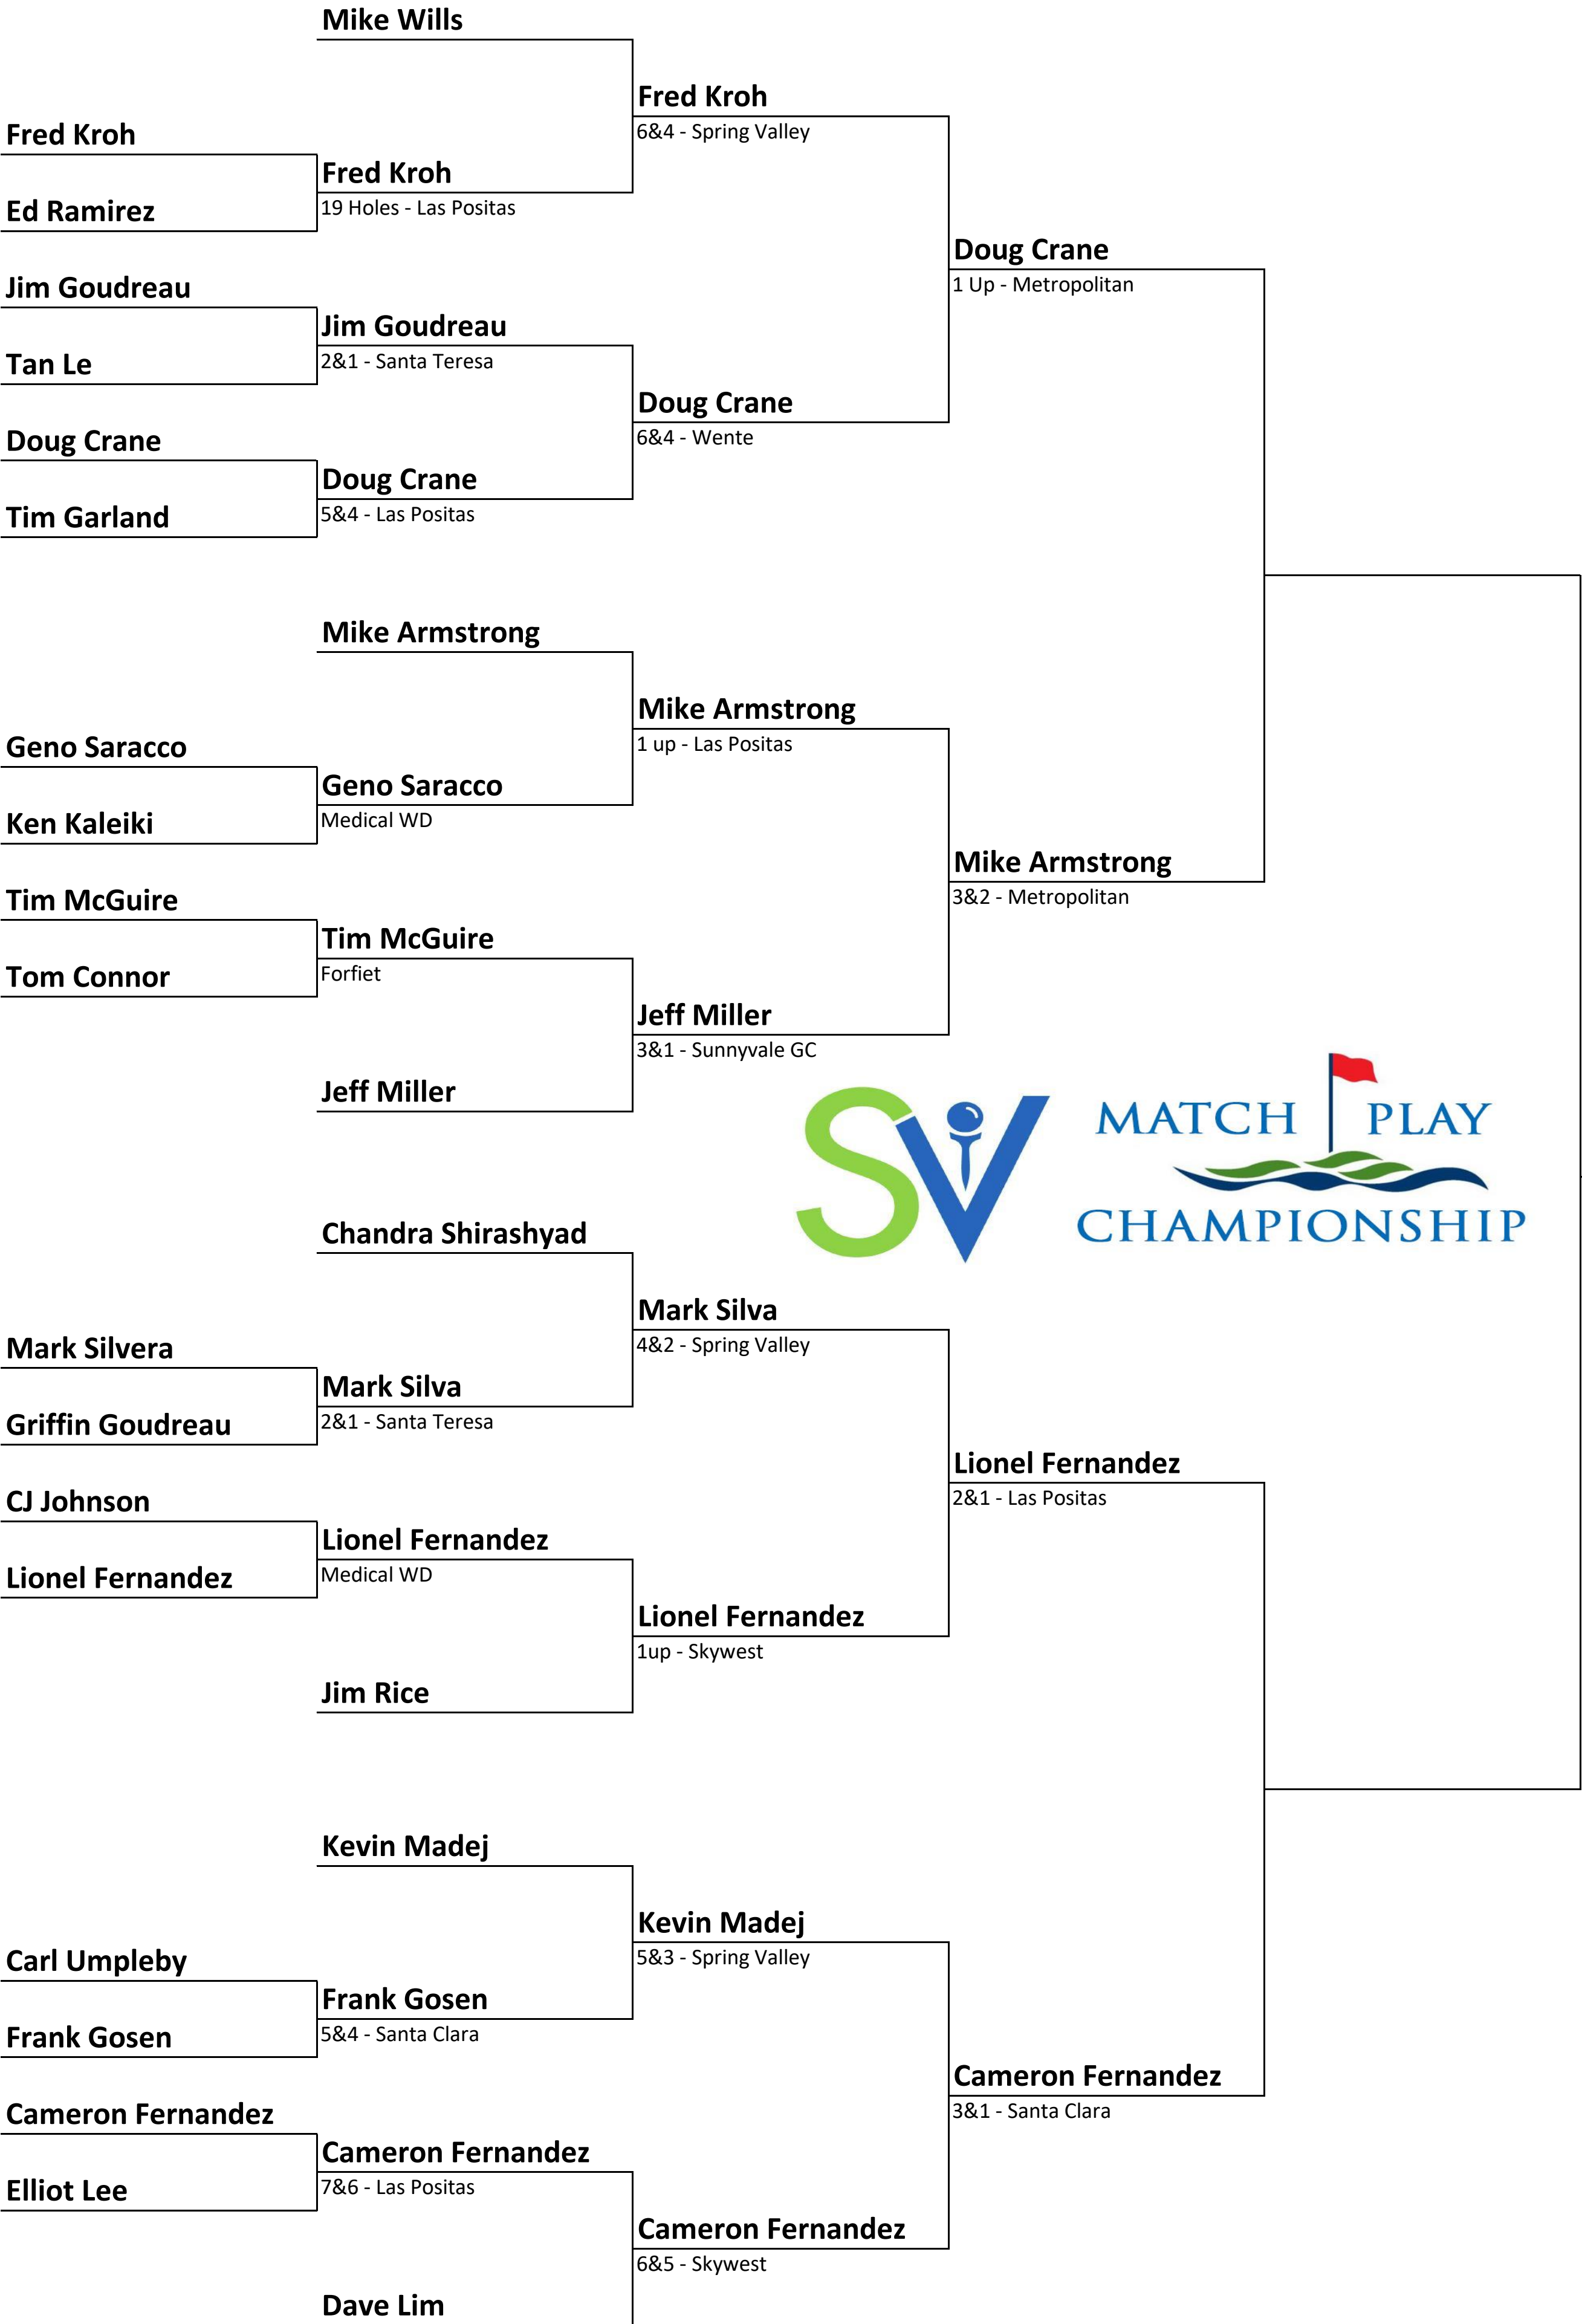 Mike Wills
Fred Kroh
6&4 - Spring Valley
Fred Kroh
Fred Kroh
19 Holes - Las Positas
Ed Ramirez
Doug Crane
1 Up - Metropolitan
Jim Goudreau
Jim Goudreau
2&1 - Santa Teresa
Tan Le
Doug Crane
6&4 - Wente
Doug Crane
Doug Crane
5&4 - Las Positas
Tim Garland
Mike Armstrong
Mike Armstrong
1 up - Las Positas
Geno Saracco
Geno Saracco
Medical WD
Ken Kaleiki
Mike Armstrong
3&2 - Metropolitan
Tim McGuire
Tim McGuire
Forfiet
Tom Connor
Jeff Miller
3&1 - Sunnyvale GC
Jeff Miller
SV
MATCH PLAY
CHAMPIONSHIP
Chandra Shirashyad
Mark Silva
4&2 - Spring Valley
Mark Silvera
Mark Silva
2&1 - Santa Teresa
Griffin Goudreau
Lionel Fernandez
2&1 - Las Positas
CJ Johnson
Lionel Fernandez
Medical WD
Lionel Fernandez
Lionel Fernandez
1up - Skywest
Jim Rice
Kevin Madej
Kevin Madej
5&3 - Spring Valley
Carl Umpleby
Frank Gosen
5&4 - Santa Clara
Frank Gosen
Cameron Fernandez
3&1 - Santa Clara
Cameron Fernandez
Cameron Fernandez
7&6 - Las Positas
Elliot Lee
Cameron Fernandez
6&5 - Skywest
Dave Lim